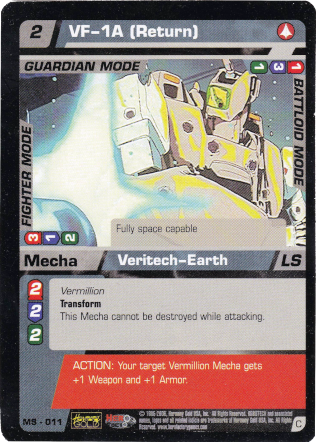 2 VF-1A (Return)
GUARDIAN MODE
1 3 1
BATTLOID MODE
FIGHTER MODE
3 1 2
Fully space capable
Mecha Veritech-Earth LS
2 Vermillion
2 Transform
2 This Mecha cannot be destroyed while attacking.
ACTION: Your target Vermillion Mecha gets
+1 Weapon and +1 Armor.
MS - 011
HARMONY GOLD
C